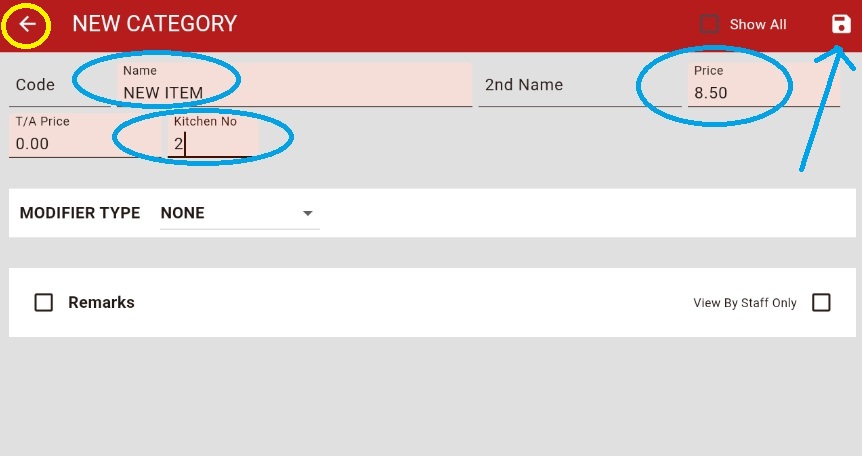 NEW CATEGORY Show All
Code Name NEW ITEM 2nd Name Price 8.50
T/A Price 0.00 Kitchen No 2
MODIFIER TYPE NONE
Remarks View By Staff Only